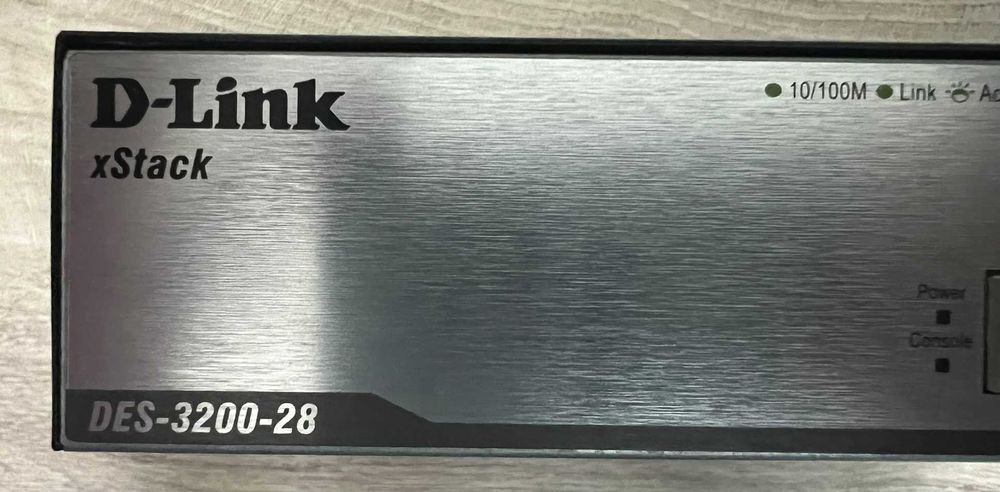 D-Link
xStack
10/100M Link
Power
Console
DES-3200-28